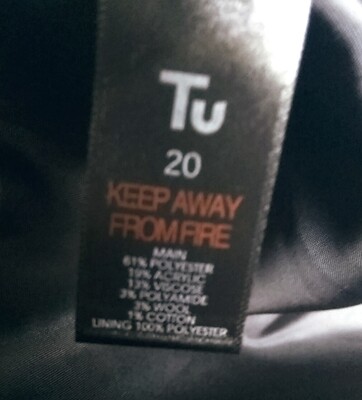 Tu
20
KEEP AWAY
FROM FIRE
MAIN
61% POLYESTER
19% ACRYLIC
13% VISCOSE
3% POLYAMIDE
3% WOOL
1% COTTON
LINING 100% POLYESTER